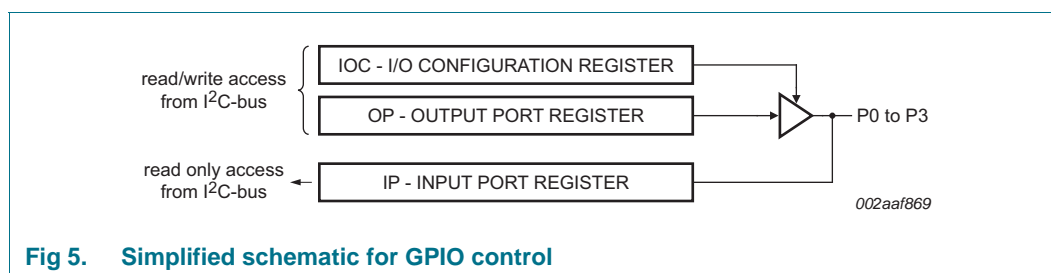 read/write access
from I2C-bus
IOC - I/O CONFIGURATION REGISTER
OP - OUTPUT PORT REGISTER
P0 to P3
read only access
from I2C-bus
IP - INPUT PORT REGISTER
002aaf869
Fig 5. Simplified schematic for GPIO control